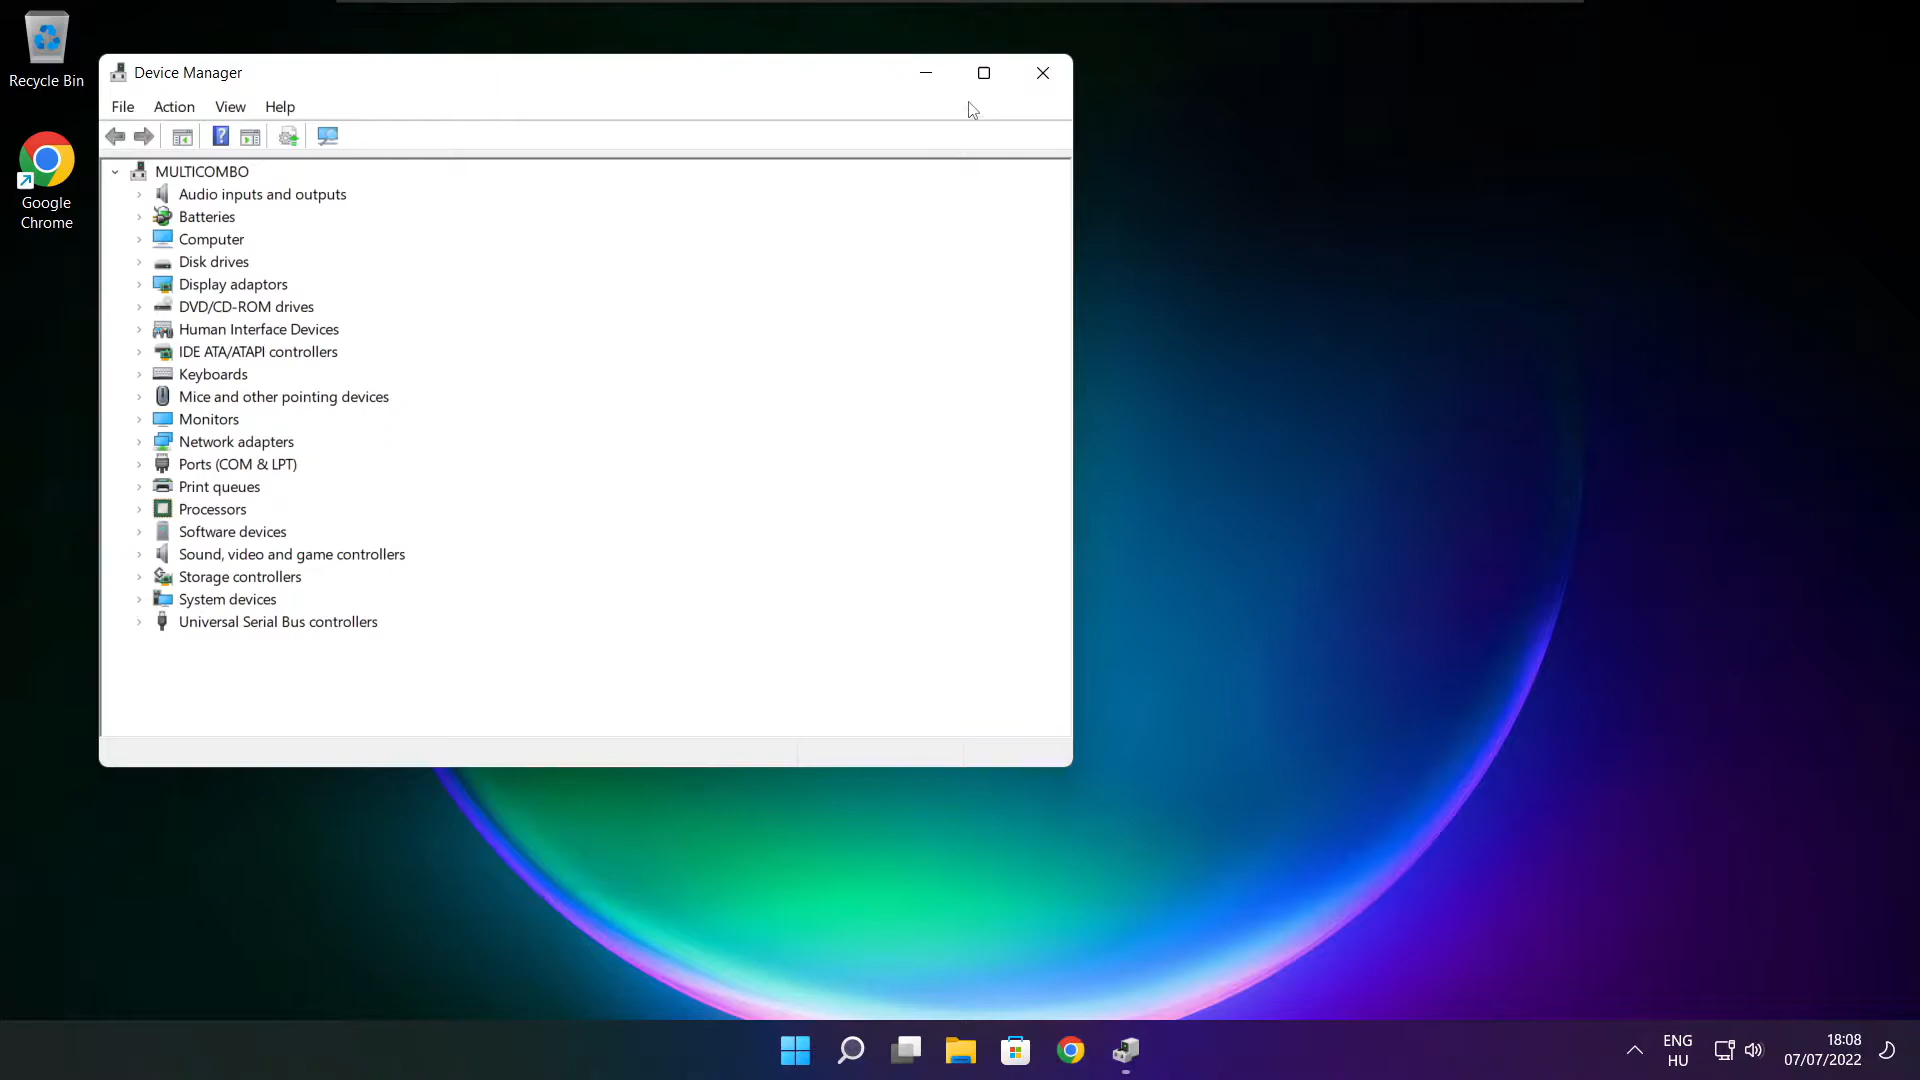 Recycle Bin
Google
Chrome
Device Manager
File Action View Help
MULTICOMBO
Audio inputs and outputs
Batteries
Computer
Disk drives
Display adaptors
DVD/CD-ROM drives
Human Interface Devices
IDE ATA/ATAPI controllers
Keyboards
Mice and other pointing devices
Monitors
Network adapters
Ports (COM & LPT)
Print queues
Processors
Software devices
Sound, video and game controllers
Storage controllers
System devices
Universal Serial Bus controllers
ENG
HU
18:08
07/07/2022